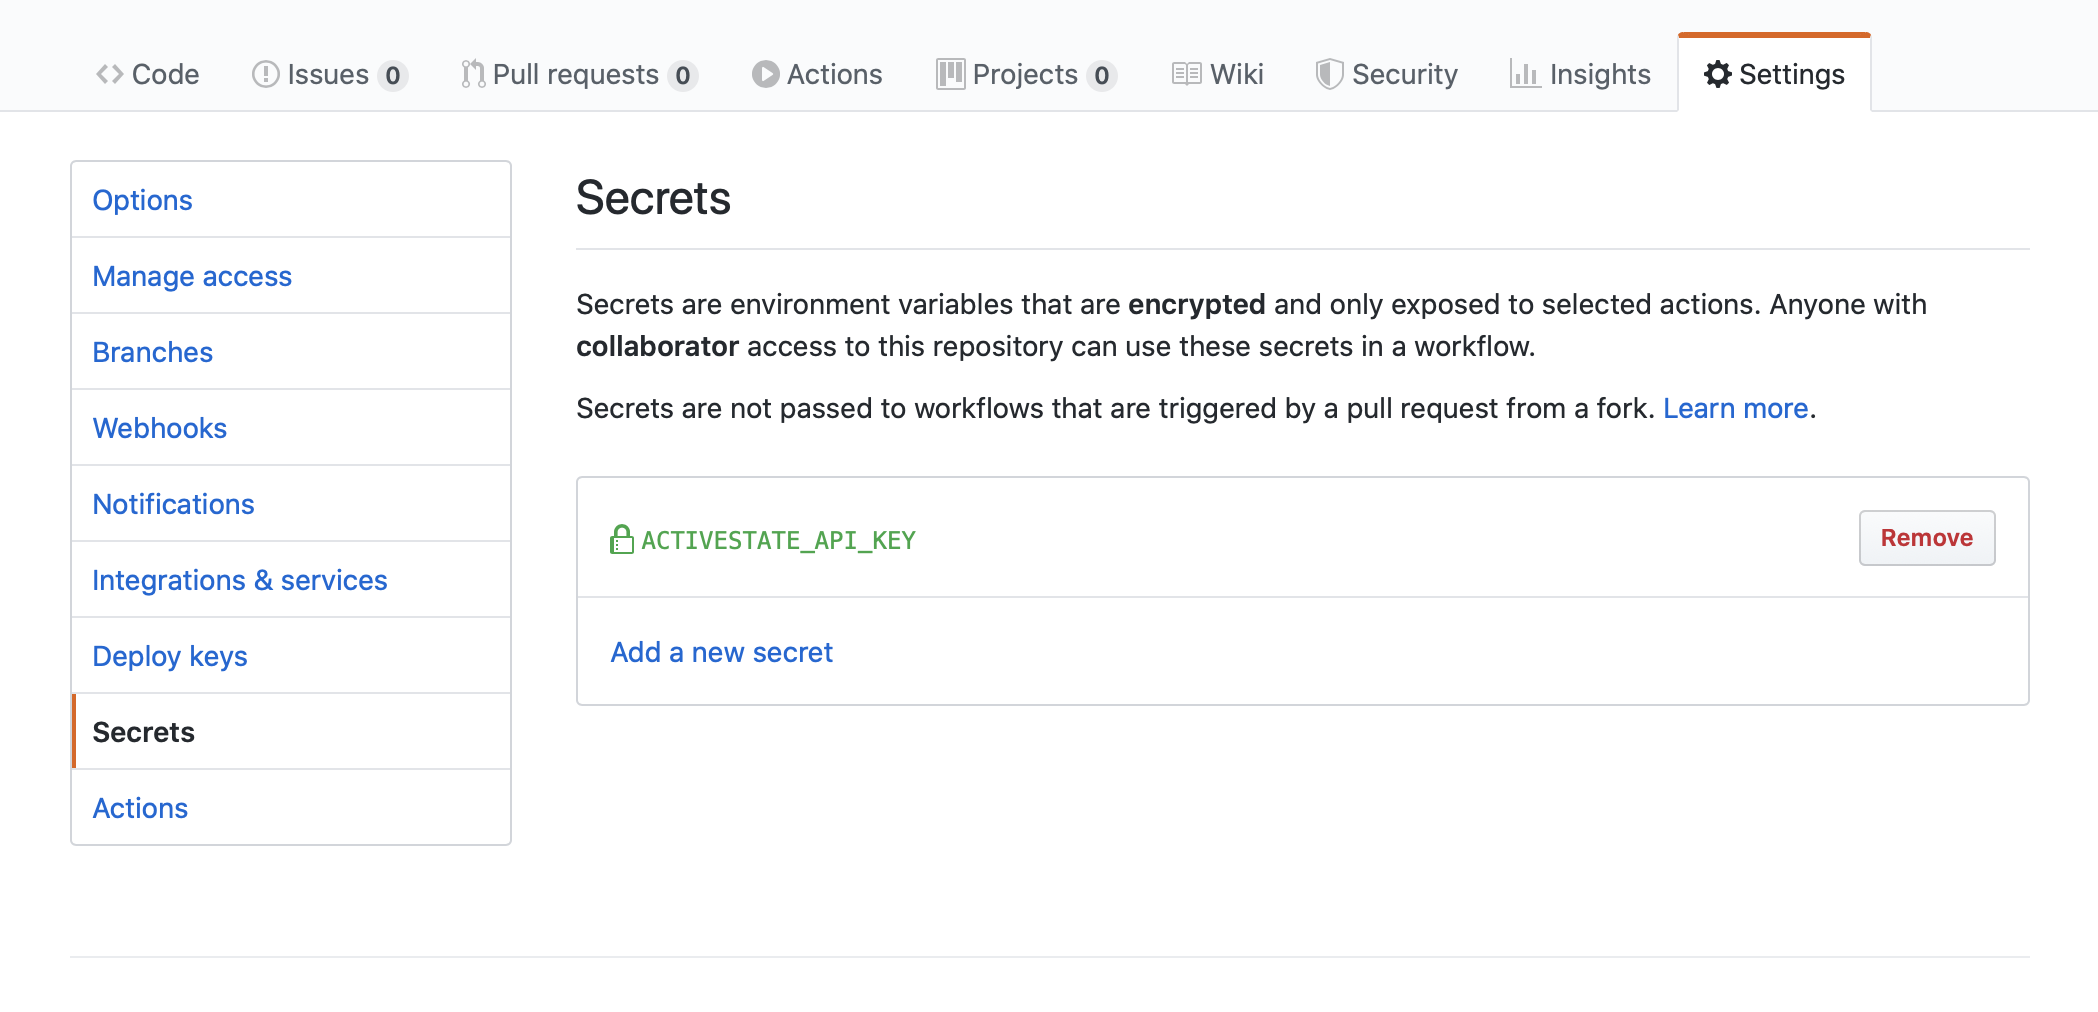 Code Issues 0 Pull requests 0 Actions Projects 0 Wiki Security Insights Settings
Options
Manage access
Branches
Webhooks
Notifications
Integrations & services
Deploy keys
Secrets
Actions
Secrets
Secrets are environment variables that are encrypted and only exposed to selected actions. Anyone with
collaborator access to this repository can use these secrets in a workflow.
Secrets are not passed to workflows that are triggered by a pull request from a fork. Learn more.
ACTIVESTATE_API_KEY Remove
Add a new secret